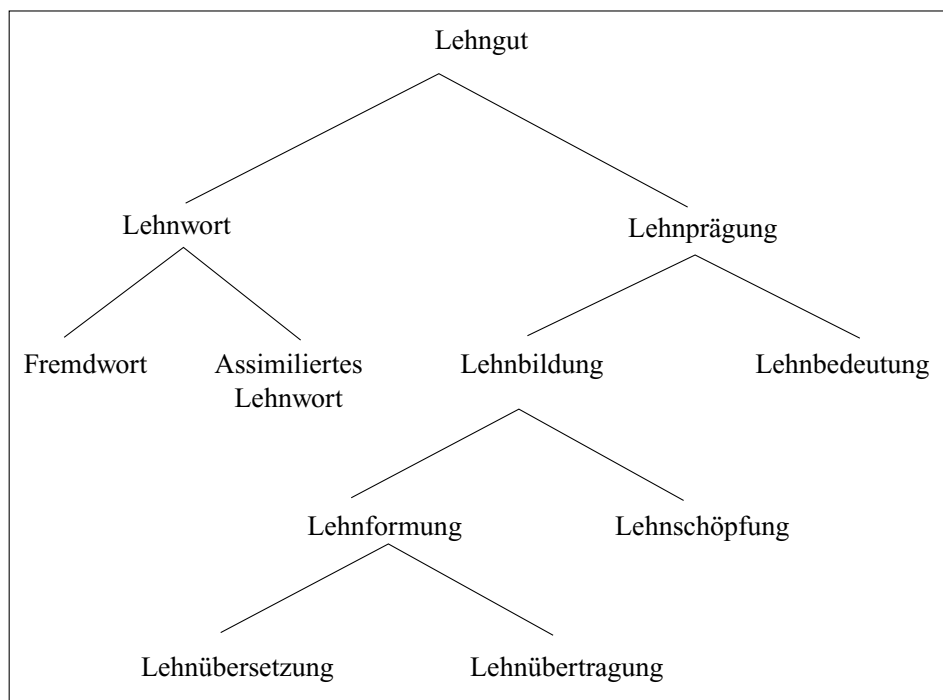 Lehngut
Lehnwort
Lehnprägung
Fremdwort
Assimiliertes
Lehnwort
Lehnbildung
Lehnbedeutung
Lehnformung
Lehnschöpfung
Lehnübersetzung
Lehnübertragung